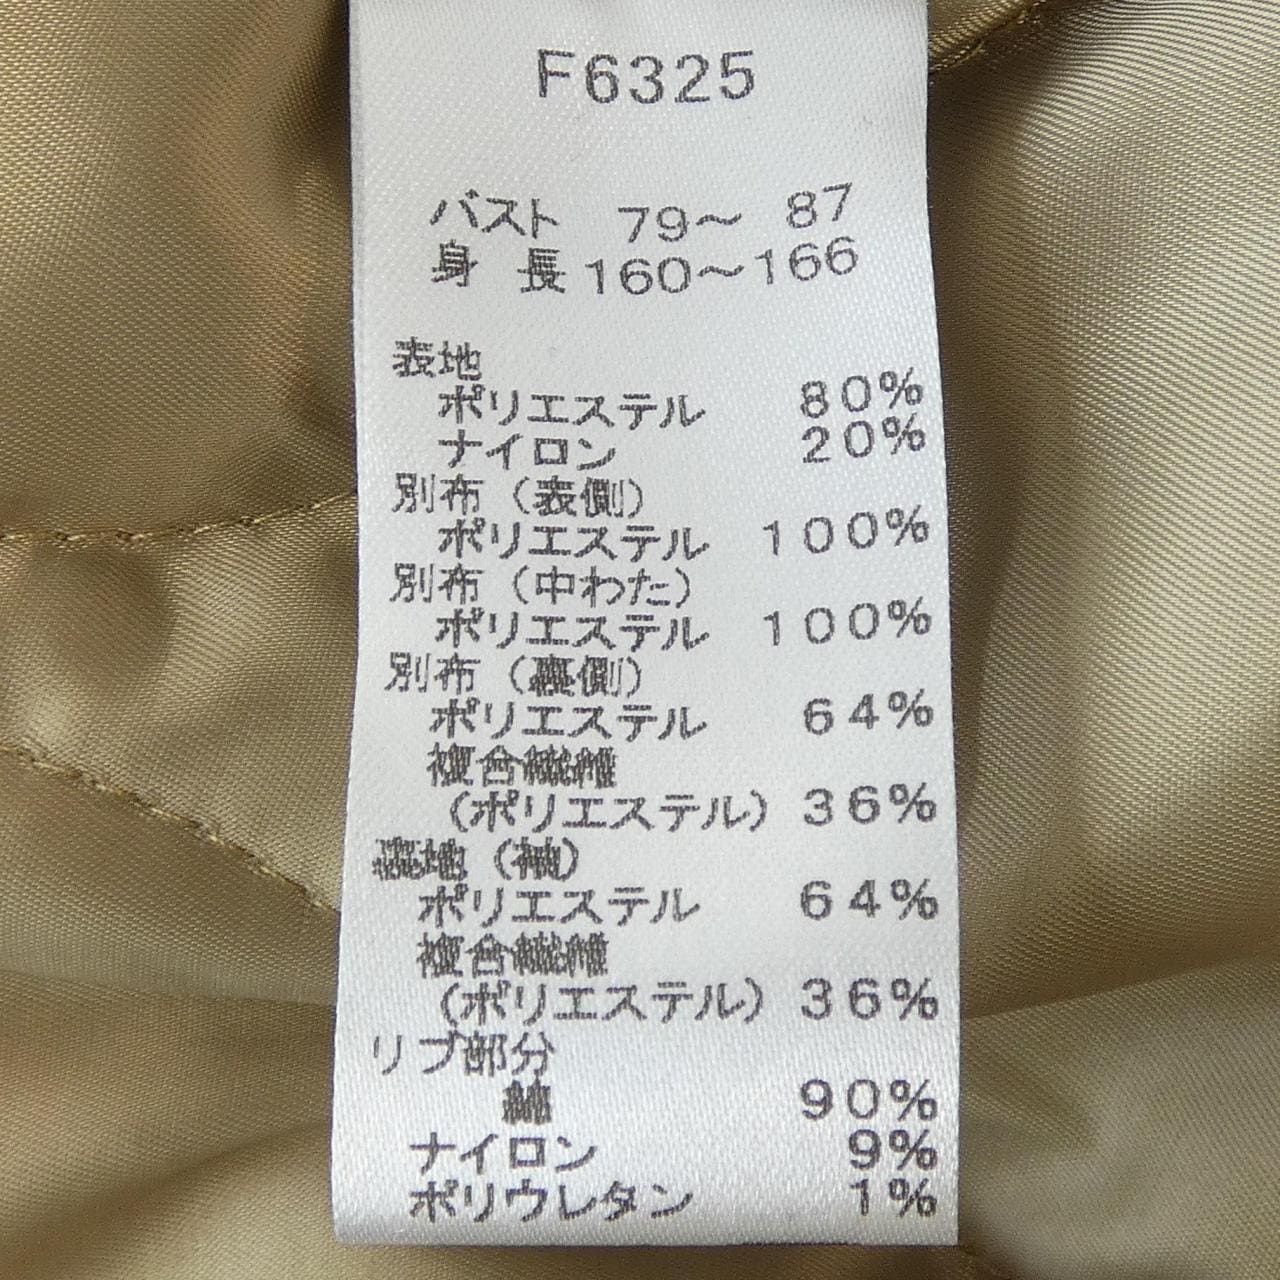 F6325
バスト 79～ 87
身 長 160～166
表地
ポリエステル 80%
ナイロン 20%
別布(表側)
ポリエステル 100%
別布(中わた)
ポリエステル 100%
別布(裏側)
ポリエステル 64%
複合繊維
(ポリエステル) 36%
裏地(袖)
ポリエステル 64%
複合繊維
(ポリエステル) 36%
リブ部分
綿 90%
ナイロン 9%
ポリウレタン 1%